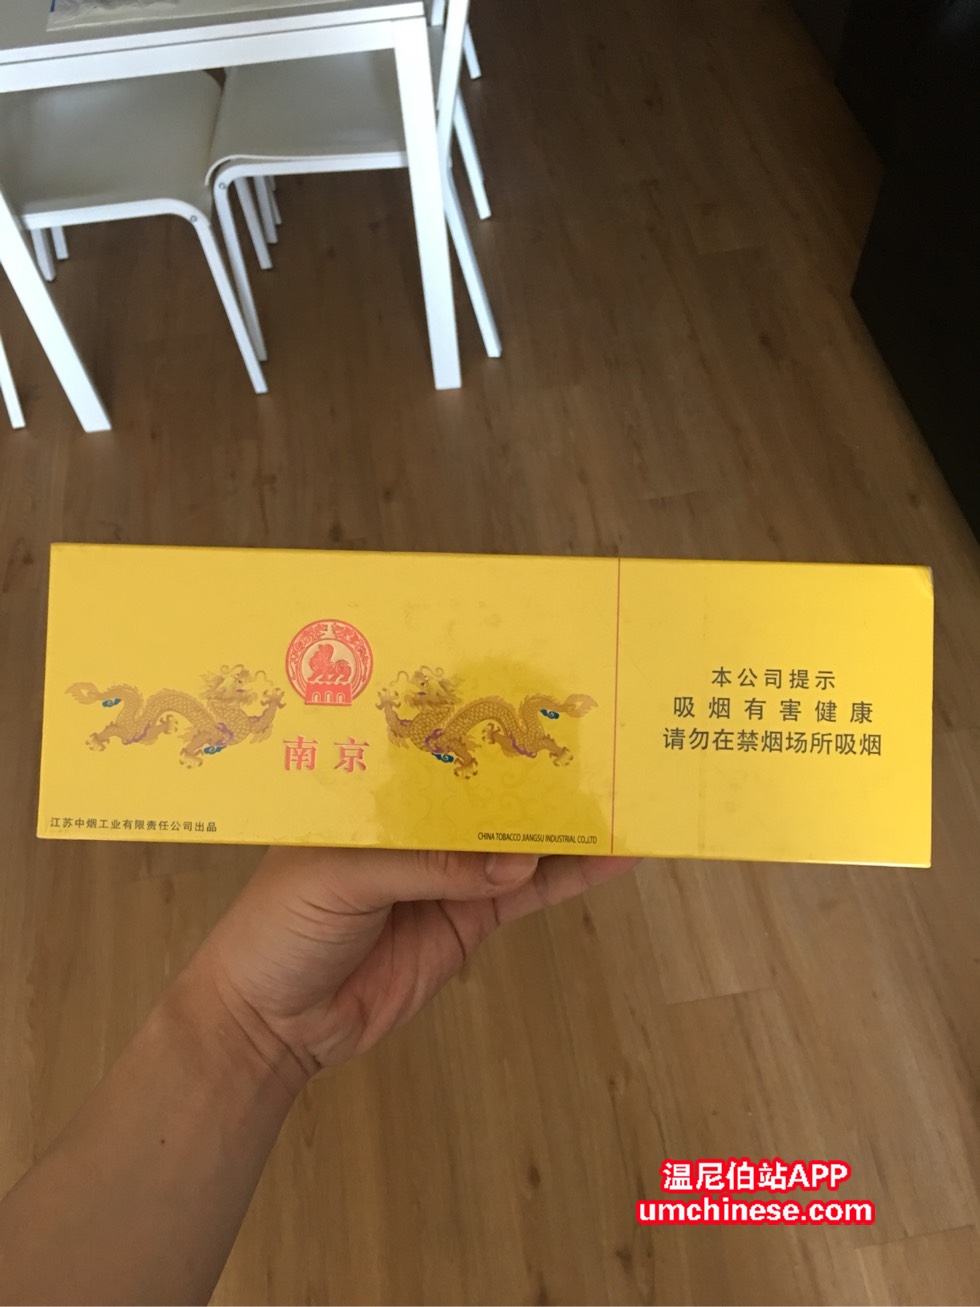 南京
江苏中烟工业有限责任公司出品
CHINA TOBACCO JIANGSU INDUSTRIAL CO.,LTD
本公司提示
吸烟有害健康
请勿在禁烟场所吸烟
温尼伯站APP
umchinese.com